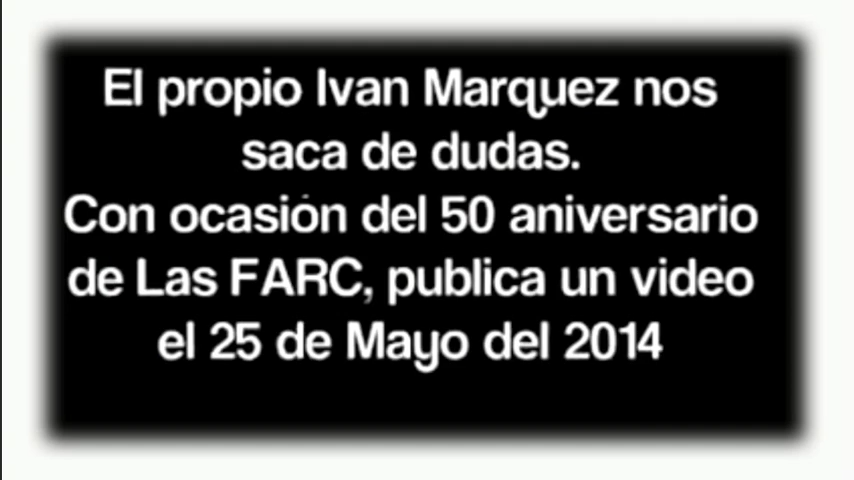 El propio Ivan Marquez nos
saca de dudas.
Con ocasión del 50 aniversario
de Las FARC, publica un video
el 25 de Mayo del 2014